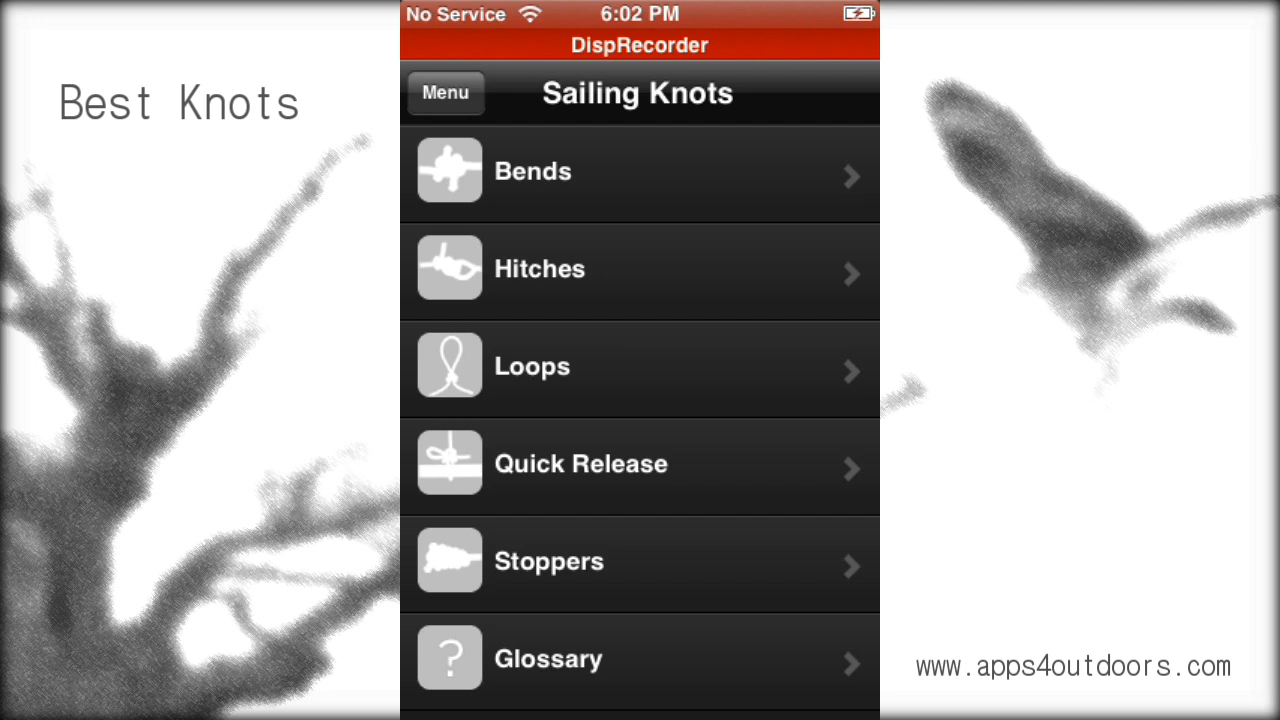 No Service 6:02 PM
DispRecorder
Menu Sailing Knots
Best Knots
Bends
Hitches
Loops
Quick Release
Stoppers
?
Glossary
www.apps4outdoors.com